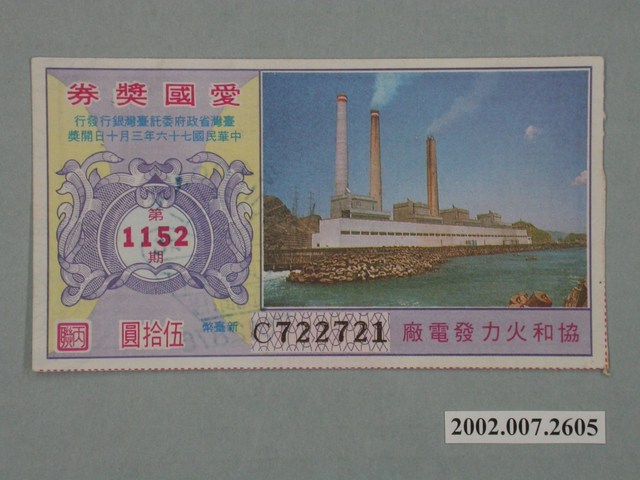 愛國獎券
臺灣省政府委託臺灣銀行發行
中華民國七十六年三月十日開獎
第
1152
期
新臺幣
伍拾圓
丙聯
C722721
協和火力發電廠
2002.007.2605